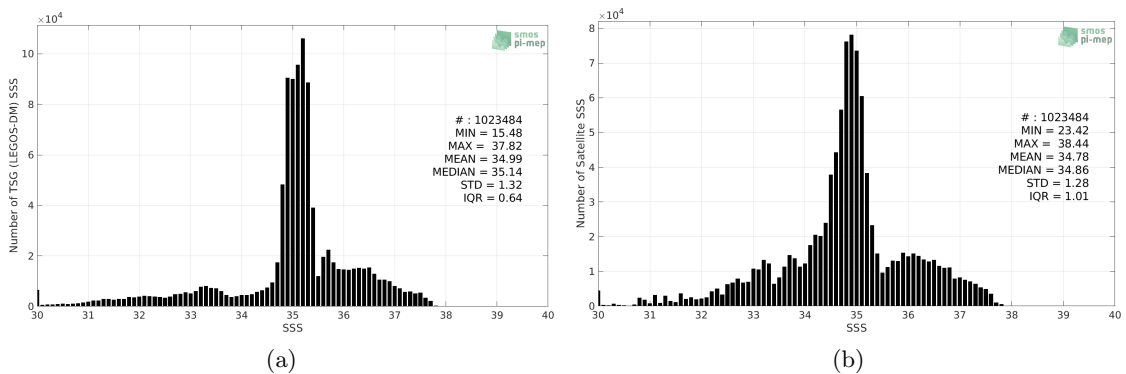 ×10⁴
smos
pi-mep
Number of TSG (LEGOS-DM) SSS
10
8
6
4
2
0
# : 1023484
MIN = 15.48
MAX = 37.82
MEAN = 34.99
MEDIAN = 35.14
STD = 1.32
IQR = 0.64
30 31 32 33 34 35 36 37 38 39 40
SSS
(a)
×10⁴
smos
pi-mep
Number of Satellite SSS
8
7
6
5
4
3
2
1
0
# : 1023484
MIN = 23.42
MAX = 38.44
MEAN = 34.78
MEDIAN = 34.86
STD = 1.28
IQR = 1.01
30 31 32 33 34 35 36 37 38 39 40
SSS
(b)